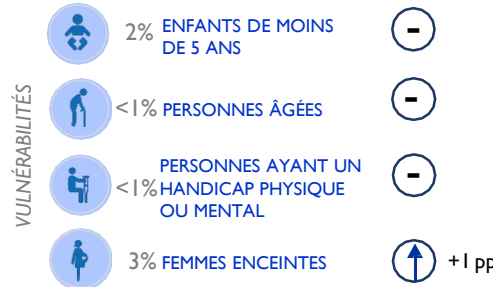 VULNÉRABILITÉS
2% ENFANTS DE MOINS
DE 5 ANS
-
<1% PERSONNES ÂGÉES
-
PERSONNES AYANT UN
<1% HANDICAP PHYSIQUE
OU MENTAL
-
3% FEMMES ENCEINTES
+1 pp